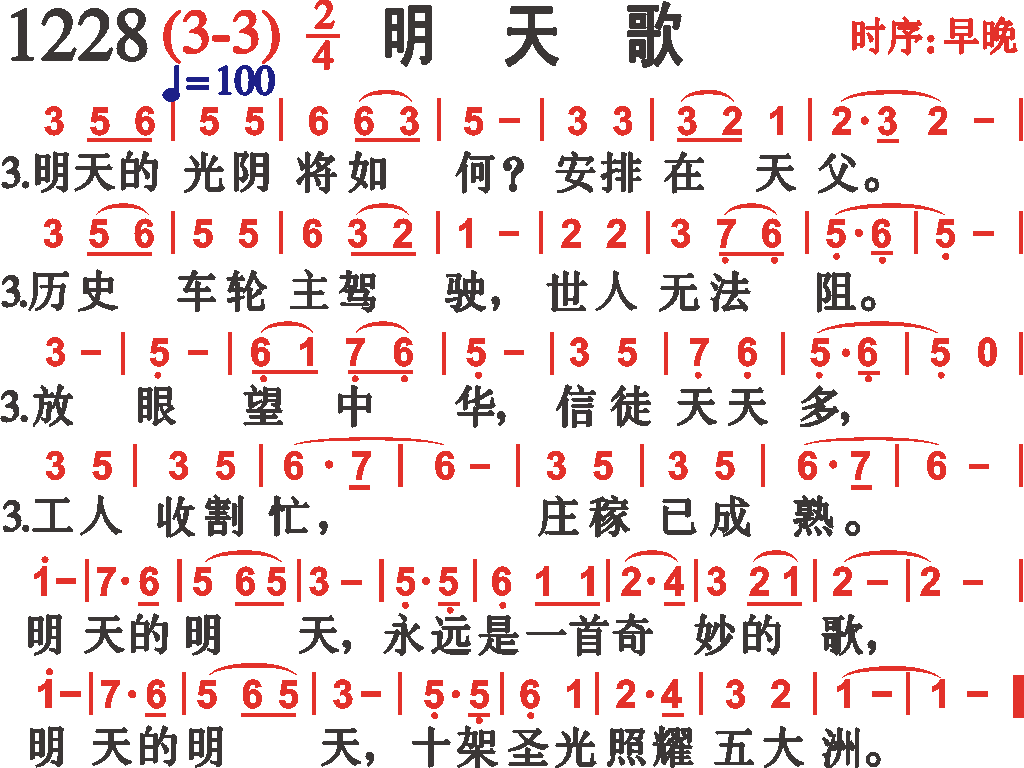 1228 (3-3) 2/4 明 天 歌 时序:早晚
♩=100
3 5 6 | 5 5 | 6 6 3 | 5 - | 3 3 | 3 2 1 | 2·3 2 - |
3.明天的 光阴 将如 何? 安排 在 天 父。
3 5 6 | 5 5 | 6 3 2 | 1 - | 2 2 | 3 7 6 | 5·6 | 5 - |
3.历史 车轮 主驾 驶, 世人 无法 阻。
3 - | 5 - | 6 1 7 6 | 5 - | 3 5 | 7 6 | 5·6 | 5 0 |
3.放 眼 望 中 华, 信徒 天天 多,
3 5 | 3 5 | 6 · 7 | 6 - | 3 5 | 3 5 | 6·7 | 6 - |
3.工人 收割 忙, 庄稼 已成 熟。
1 - | 7·6 | 5 6 5 | 3 - | 5·5 | 6 1 1 | 2·4 | 3 2 1 | 2 - | 2 - |
明 天的 明 天, 永远是一首奇 妙的 歌,
1 - | 7·6 | 5 6 5 | 3 - | 5·5 | 6 1 | 2·4 | 3 2 | 1 - | 1 -
明 天的明 天, 十架圣光照耀 五大 洲。